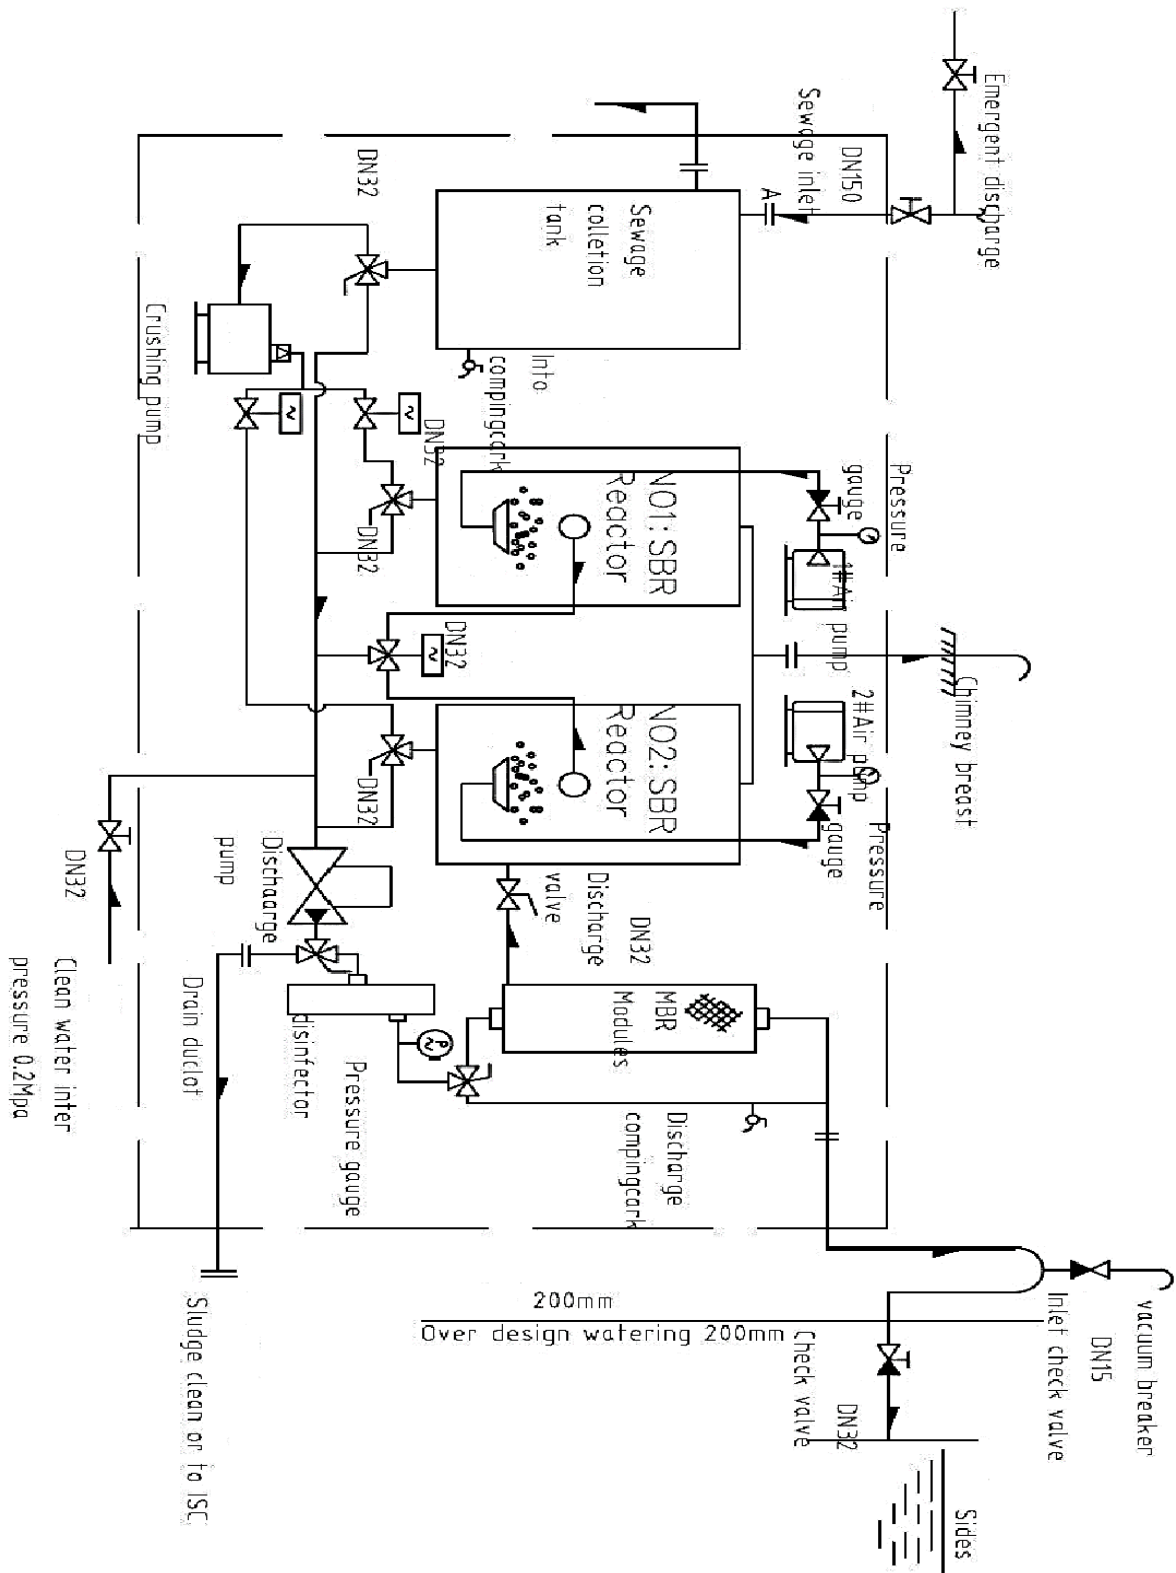 Emergent discharge
Sewage inlet
DN150
A
DN32
Sewage
colletion
tank
Crushing pump
Into
compingcork
DN32
Pressure
gauge
NO1:SBR
Reactor
DN32
1#Air pump
DN32
Chimney breast
2#Air pump
NO2:SBR
Reactor
DN32
Pressure
gauge
Dischaarge
pump
DN32
Discharge
valve
DN32
Clean water inter
pressure 0.2Mpa
Drain duclot
disinfector
MBR
Modules
Pressure gauge
Discharge
compingcork
200mm
Over design watering 200mm
Sludge clean or to ISC
vacuum breaker
DN15
Inlet check valve
Check valve
DN32
Sides